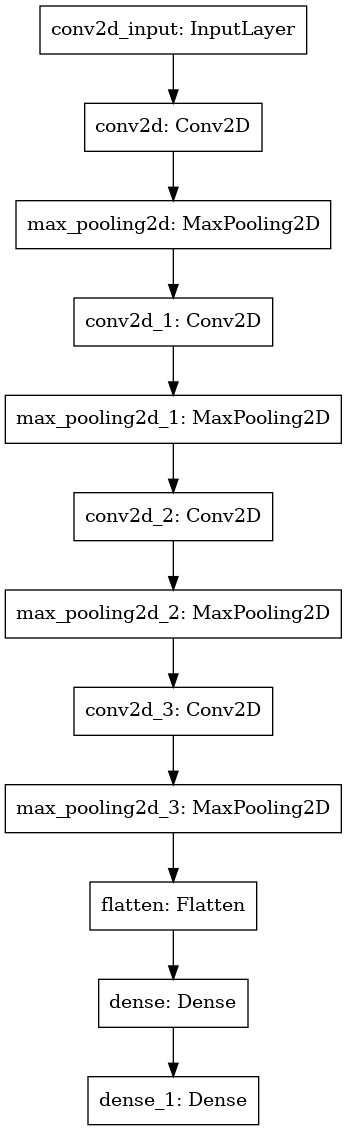 conv2d_input: InputLayer
conv2d: Conv2D
max_pooling2d: MaxPooling2D
conv2d_1: Conv2D
max_pooling2d_1: MaxPooling2D
conv2d_2: Conv2D
max_pooling2d_2: MaxPooling2D
conv2d_3: Conv2D
max_pooling2d_3: MaxPooling2D
flatten: Flatten
dense: Dense
dense_1: Dense